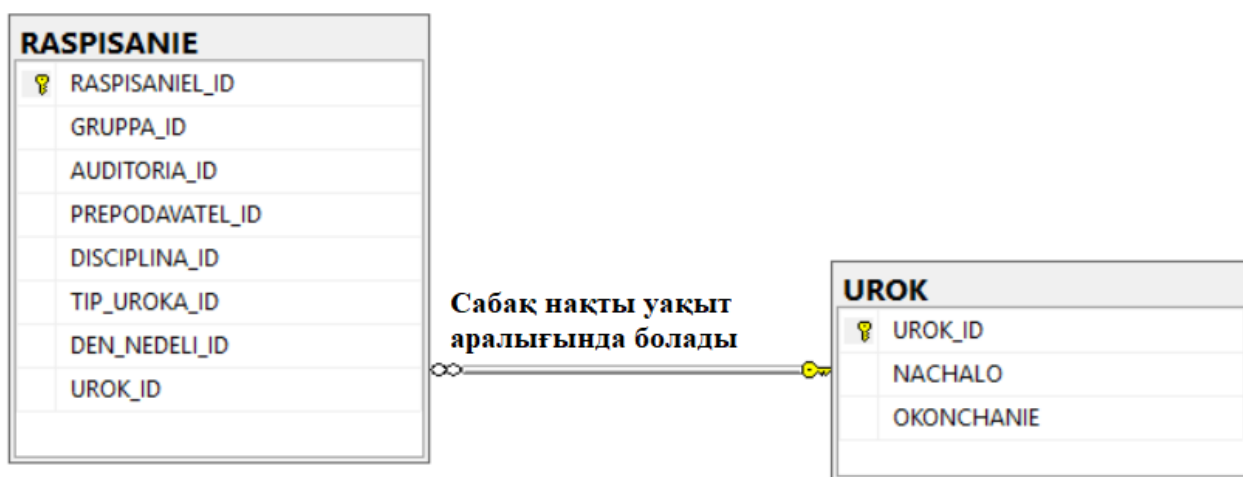 RASPISANIE
RASPISANIEL_ID
GRUPPA_ID
AUDITORIA_ID
PREPODAVATEL_ID
DISCIPLINA_ID
TIP_UROKA_ID
DEN_NEDELI_ID
UROK_ID
Сабақ нақты уақыт
аралығында болады
UROK
UROK_ID
NACHALO
OKONCHANIE